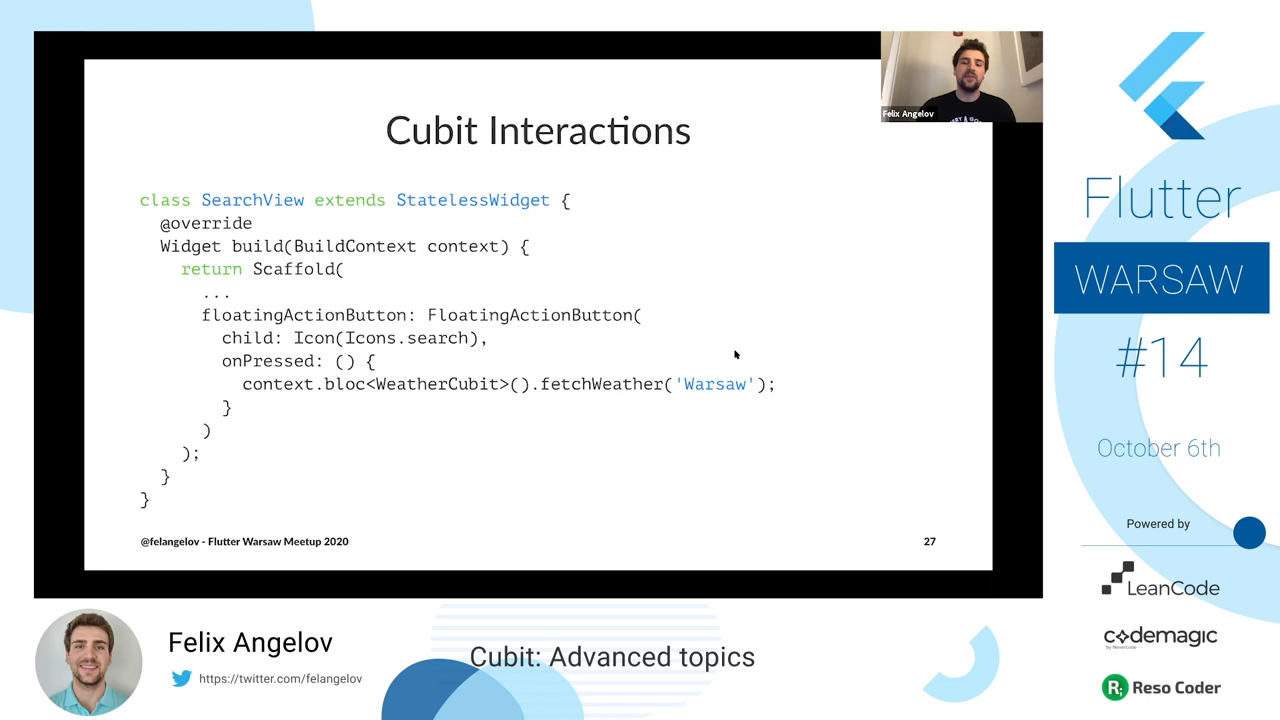 Cubit Interactions
class SearchView extends StatelessWidget {
@override
Widget build(BuildContext context) {
return Scaffold(
...
floatingActionButton: FloatingActionButton(
child: Icon(Icons.search),
onPressed: () {
context.bloc<WeatherCubit>().fetchWeather('Warsaw');
}
)
);
}
}
@felangelov - Flutter Warsaw Meetup 2020
27
Felix Angelov
Flutter
WARSAW
#14
October 6th
Powered by
LeanCode
codemagic
by Nevercode
R;
Reso Coder
Felix Angelov
https://twitter.com/felangelov
Cubit: Advanced topics